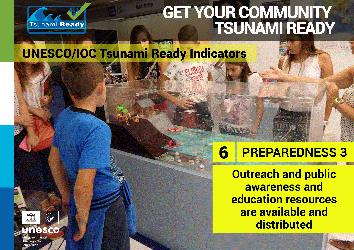 Tsunami Ready
GET YOUR COMMUNITY
TSUNAMI READY
UNESCO/IOC Tsunami Ready Indicators
6 PREPAREDNESS 3
Outreach and public
awareness and
education resources
are available and
distributed
unesco